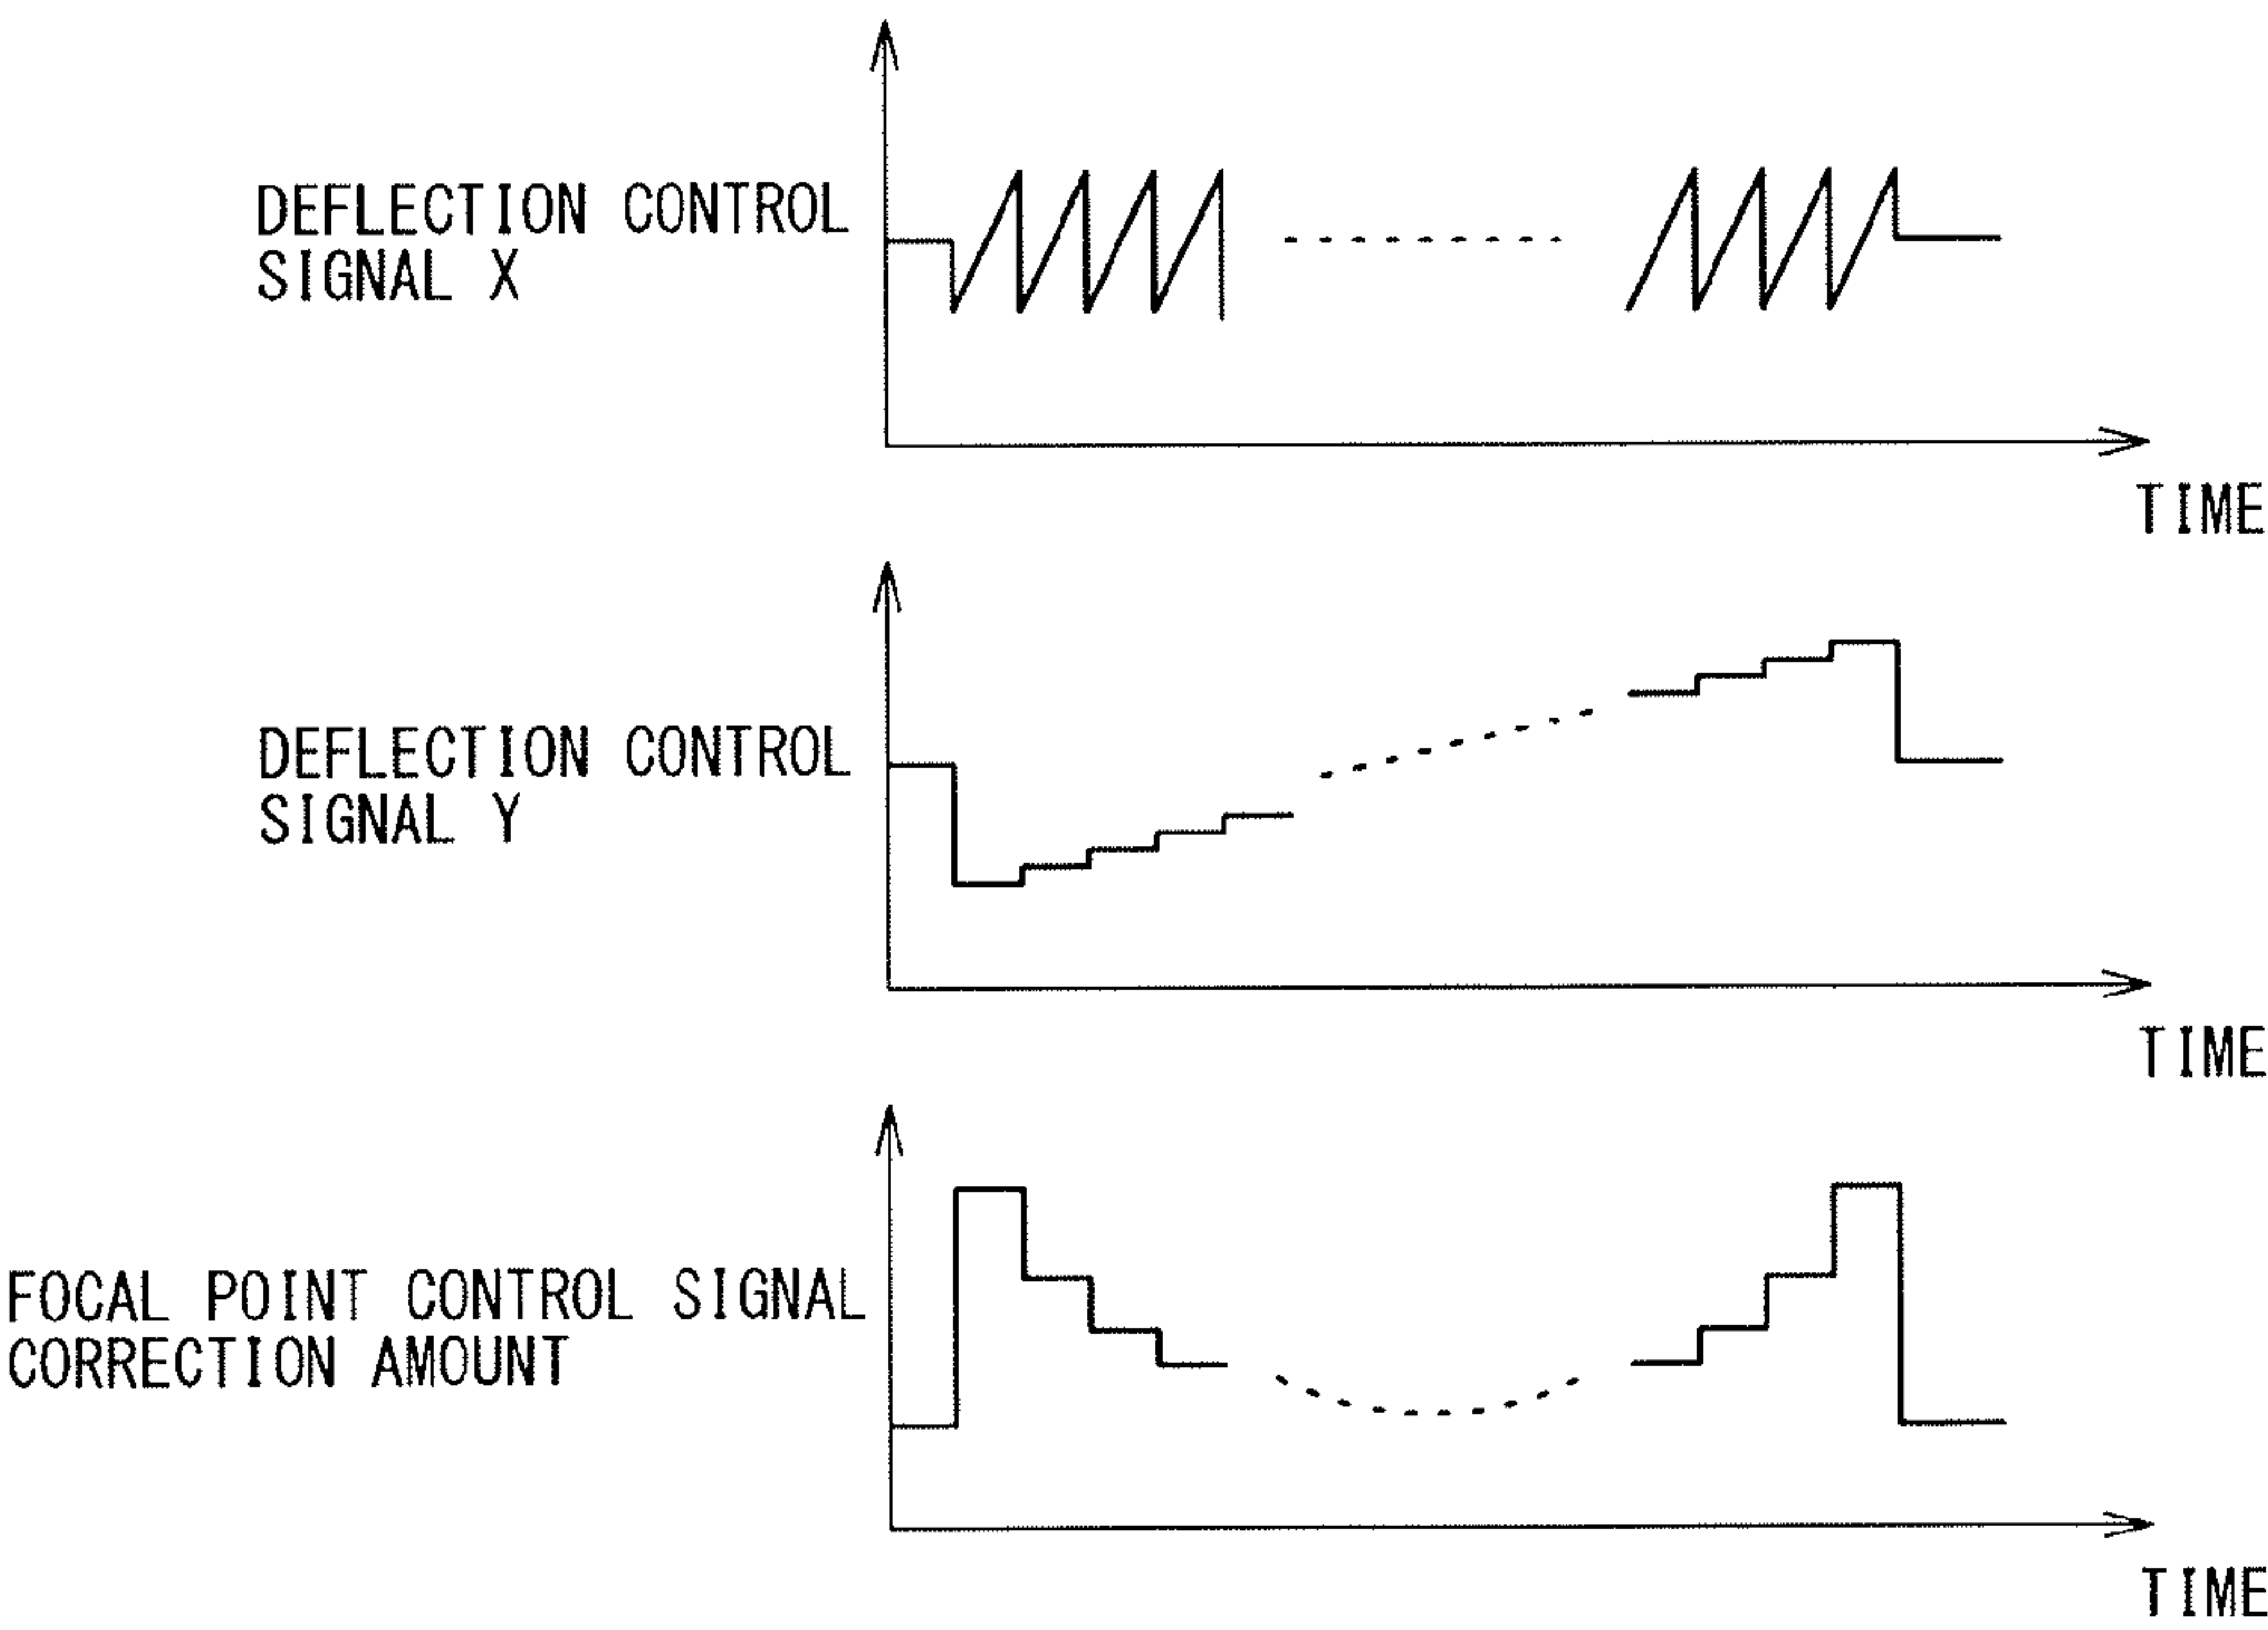 DEFLECTION CONTROL
SIGNAL X
TIME
DEFLECTION CONTROL
SIGNAL Y
TIME
FOCAL POINT CONTROL SIGNAL
CORRECTION AMOUNT
TIME